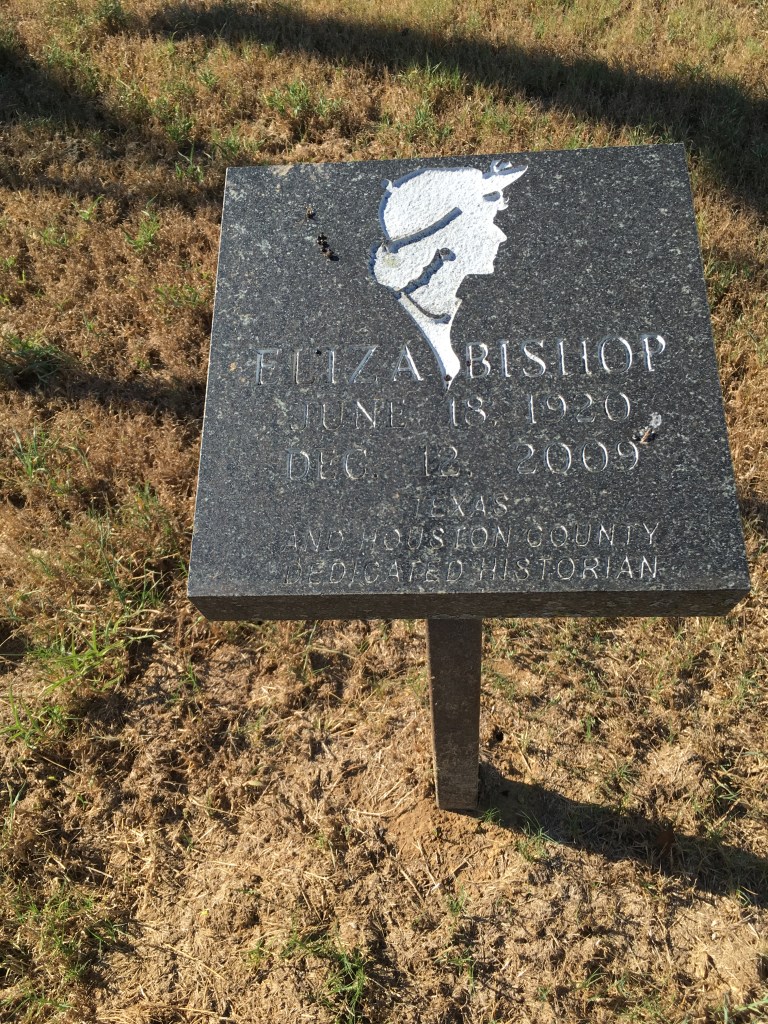 ELIZA BISHOP
JUNE 18, 1920
DEC. 12, 2009
TEXAS
AND HOUSTON COUNTY
DEDICATED HISTORIAN